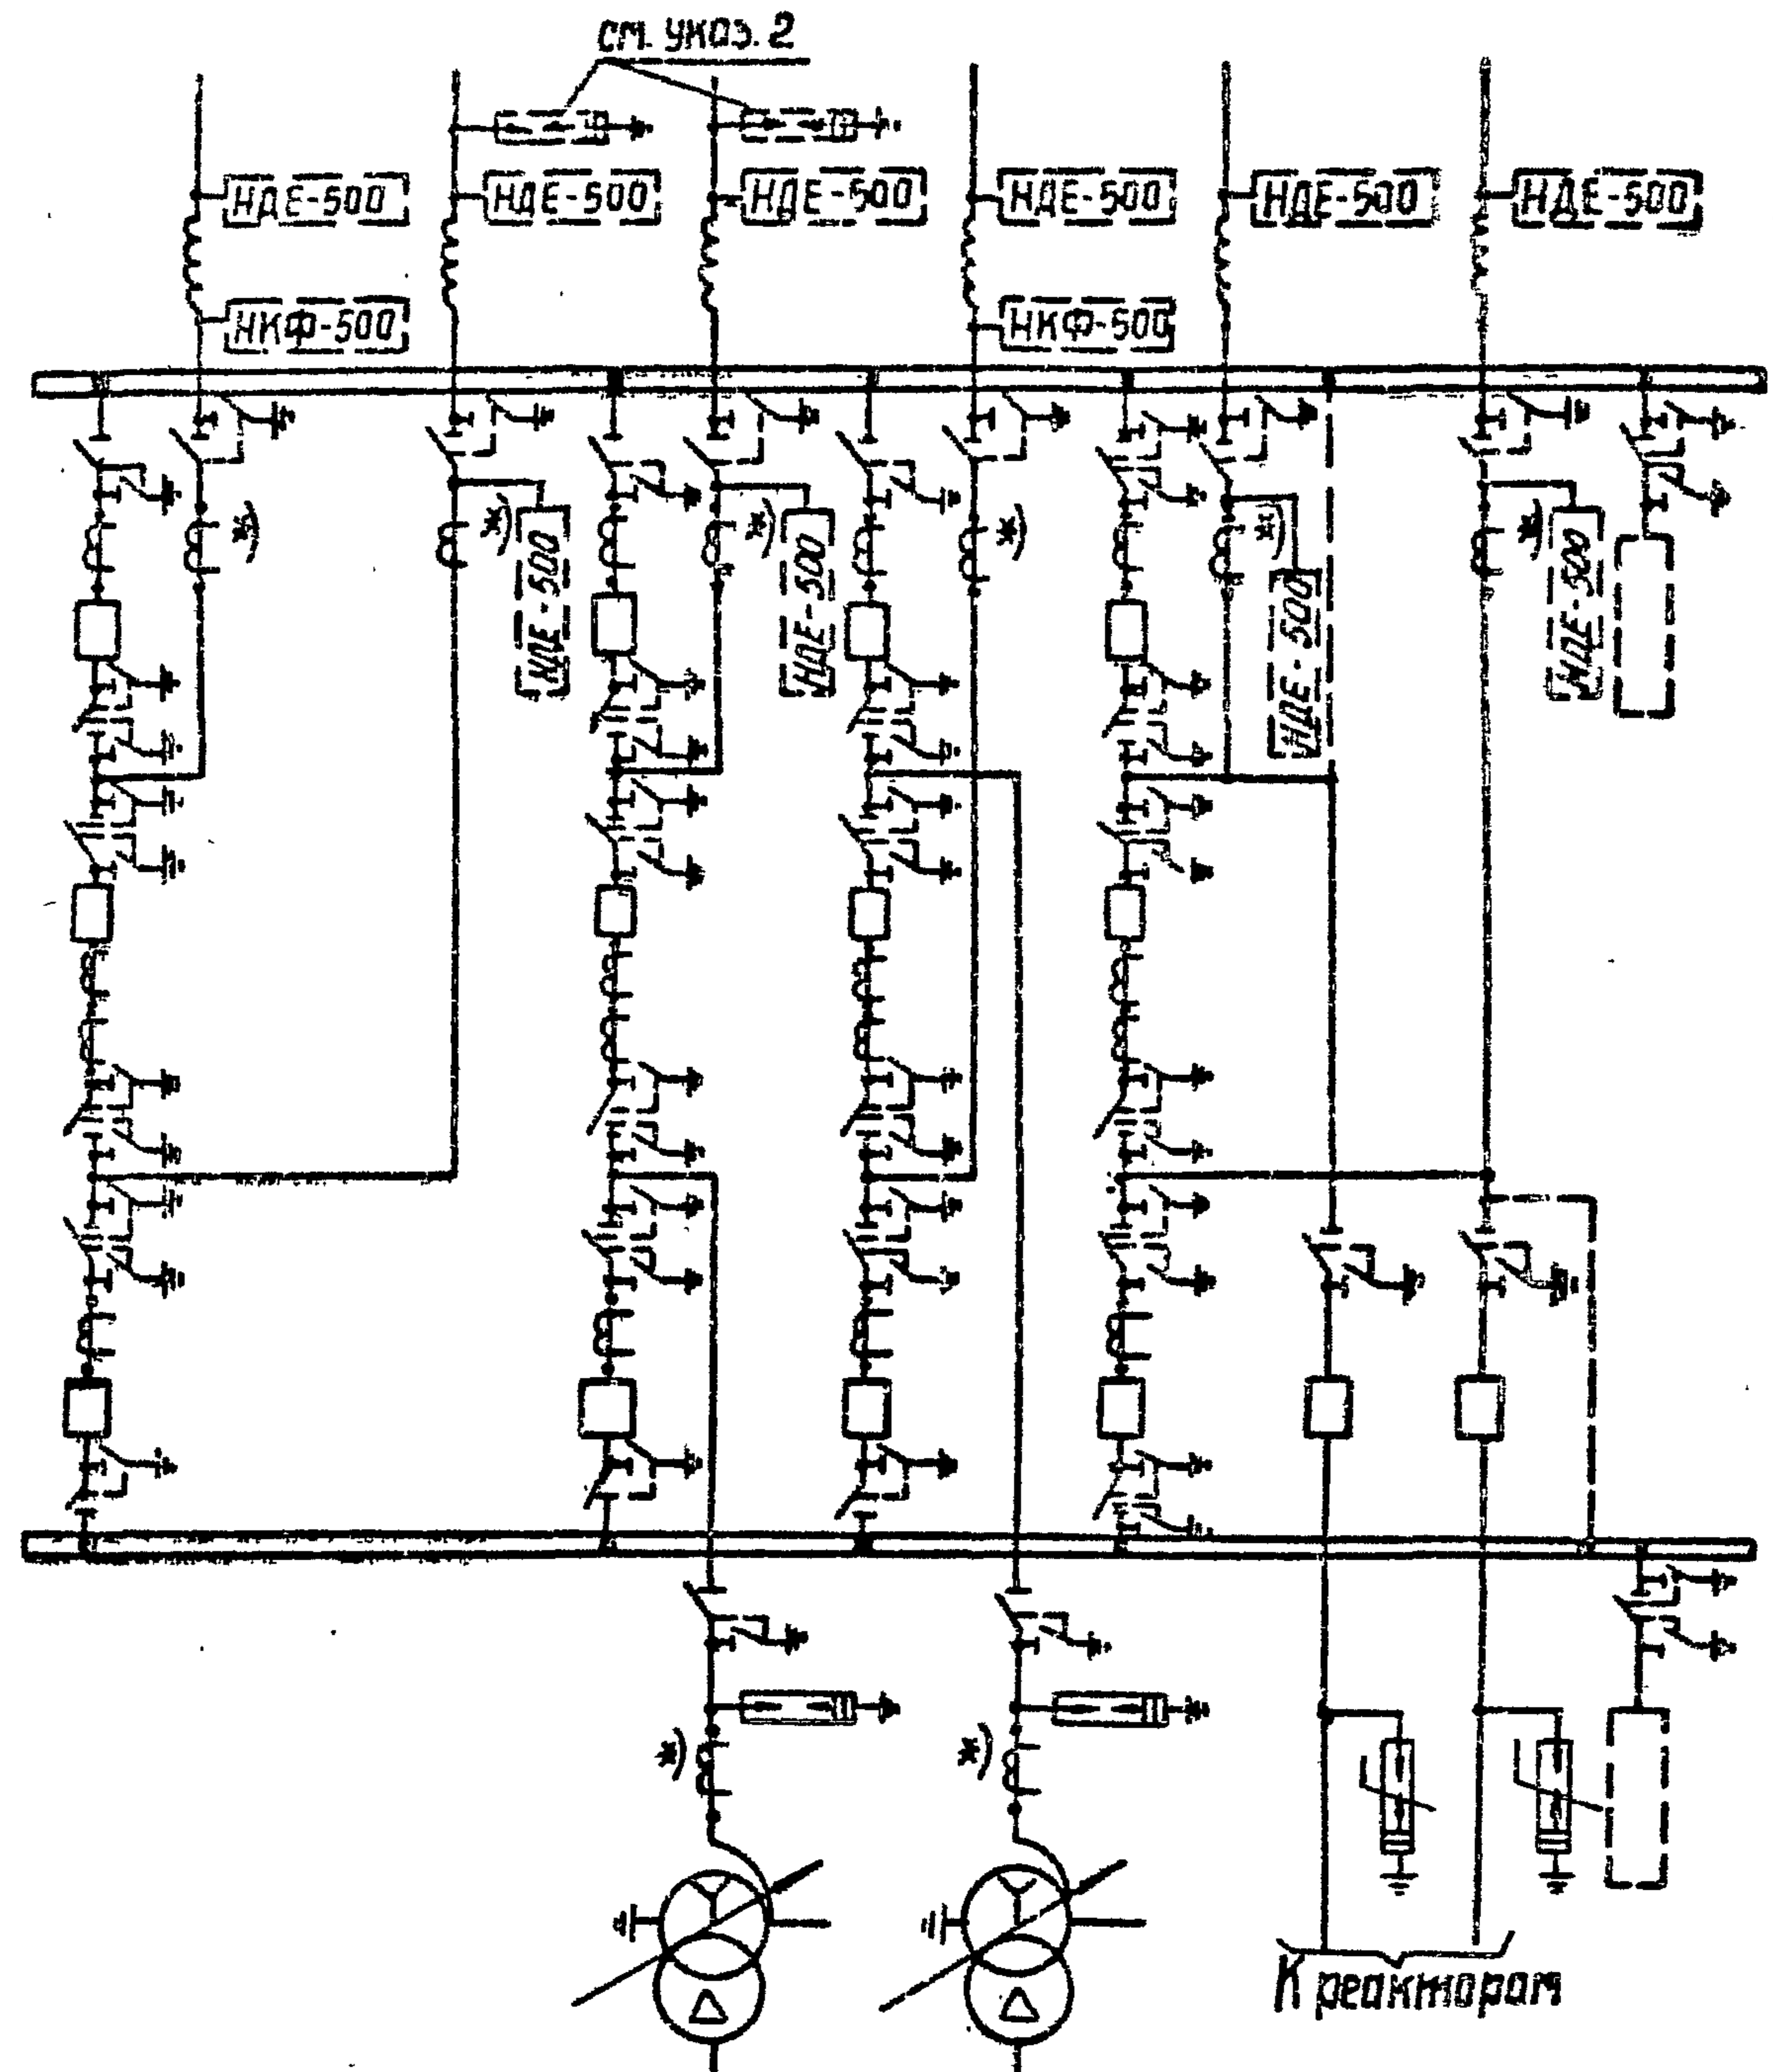 см. указ. 2
НДЕ-500 НДЕ-500 НДЕ-500 НДЕ-500 НДЕ-500 НДЕ-500
НКФ-500 НКФ-500
*) *) *) *) *) *)
НДЕ-500 НДЕ-500 НДЕ-500 НДЕ-500
*) *)
К реакторам